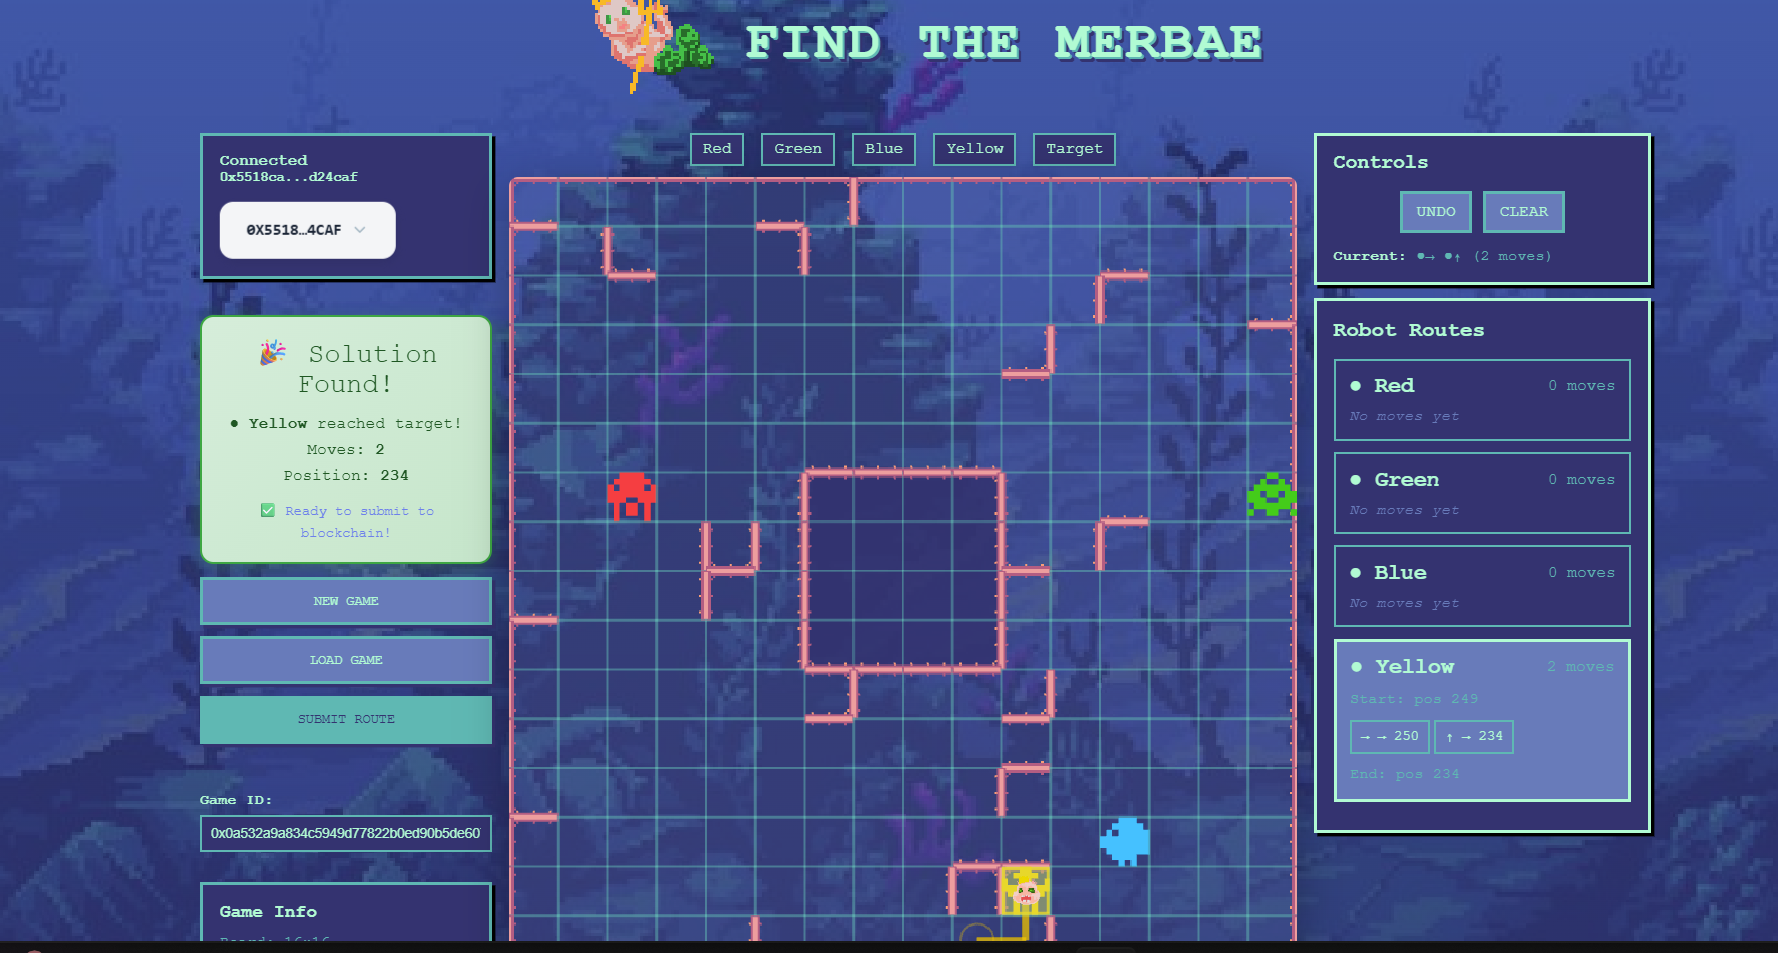 FIND THE MERBAE
Connected
0x5518ca...d24caf
0X5518…4CAF
🎉 Solution
Found!
● Yellow reached target!
Moves: 2
Position: 234
✅ Ready to submit to
blockchain!
NEW GAME
LOAD GAME
SUBMIT ROUTE
Game ID:
0x0a532a9a834c5949d77822b0ed90b5de60
Game Info
Board: 16x16
Red
Green
Blue
Yellow
Target
Controls
UNDO
CLEAR
Current: ●→ ●↑ (2 moves)
Robot Routes
● Red
0 moves
No moves yet
● Green
0 moves
No moves yet
● Blue
0 moves
No moves yet
● Yellow
2 moves
Start: pos 249
→ → 250
↑ → 234
End: pos 234